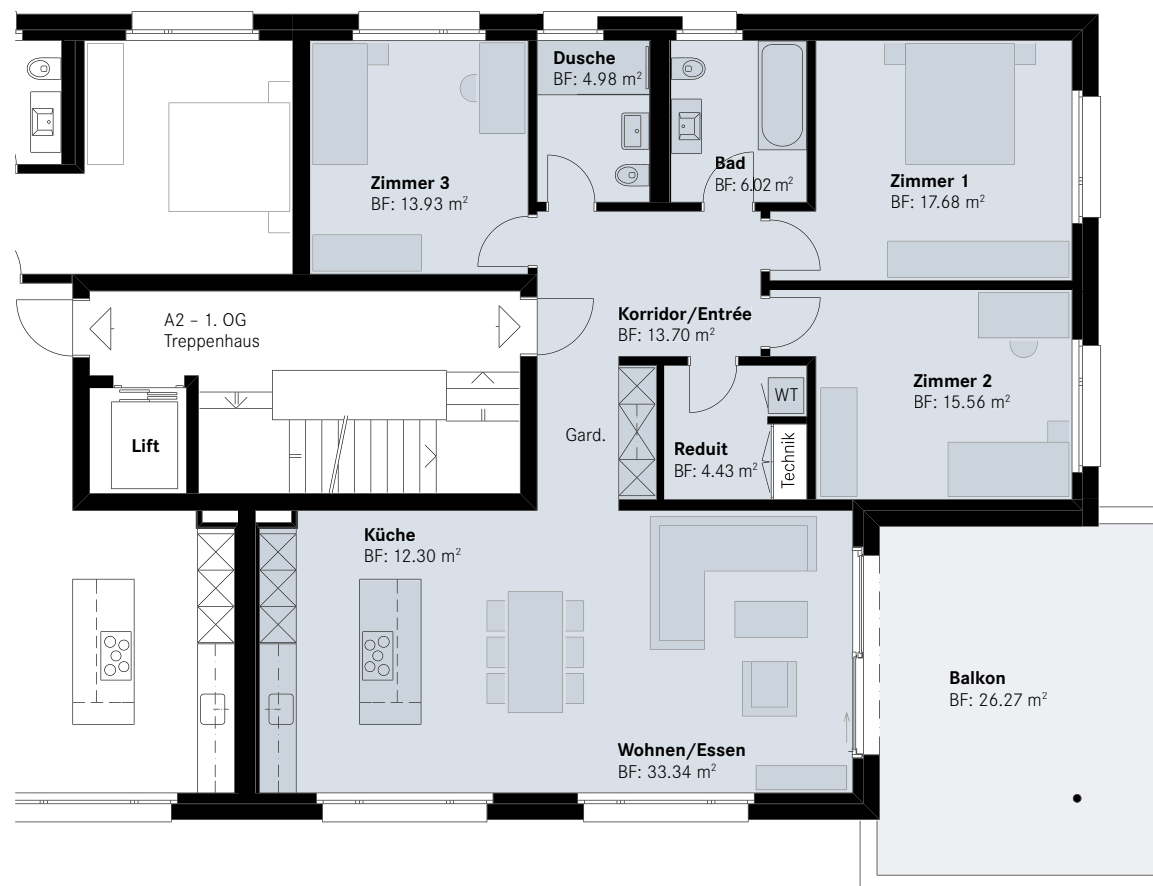 Dusche
BF: 4.98 m²
Bad
BF: 6.02 m²
Zimmer 3
BF: 13.93 m²
Zimmer 1
BF: 17.68 m²
A2 – 1. OG
Treppenhaus
Korridor/Entrée
BF: 13.70 m²
Zimmer 2
BF: 15.56 m²
WT
Lift
Gard.
Reduit
BF: 4.43 m²
Technik
Küche
BF: 12.30 m²
Balkon
BF: 26.27 m²
Wohnen/Essen
BF: 33.34 m²